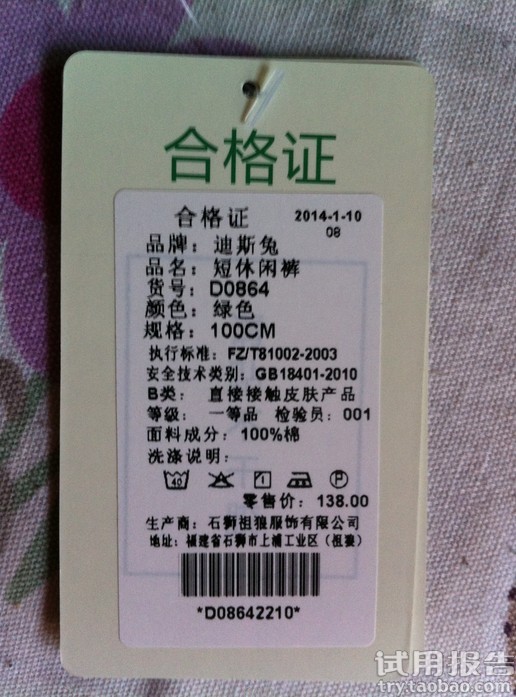 合格证
合格证 2014-1-10
08
品牌：迪斯兔
品名：短休闲裤
货号：D0864
颜色：绿色
规格：100CM
执行标准：FZ/T81002-2003
安全技术类别：GB18401-2010
B类：直接接触皮肤产品
等级：一等品 检验员：001
面料成分：100%棉
洗涤说明：
40 P
零售价：138.00
生产商：石狮祖狼服饰有限公司
地址：福建省石狮市上浦工业区（祖狼）
*D08642210*
试用报告
try.taobao.com